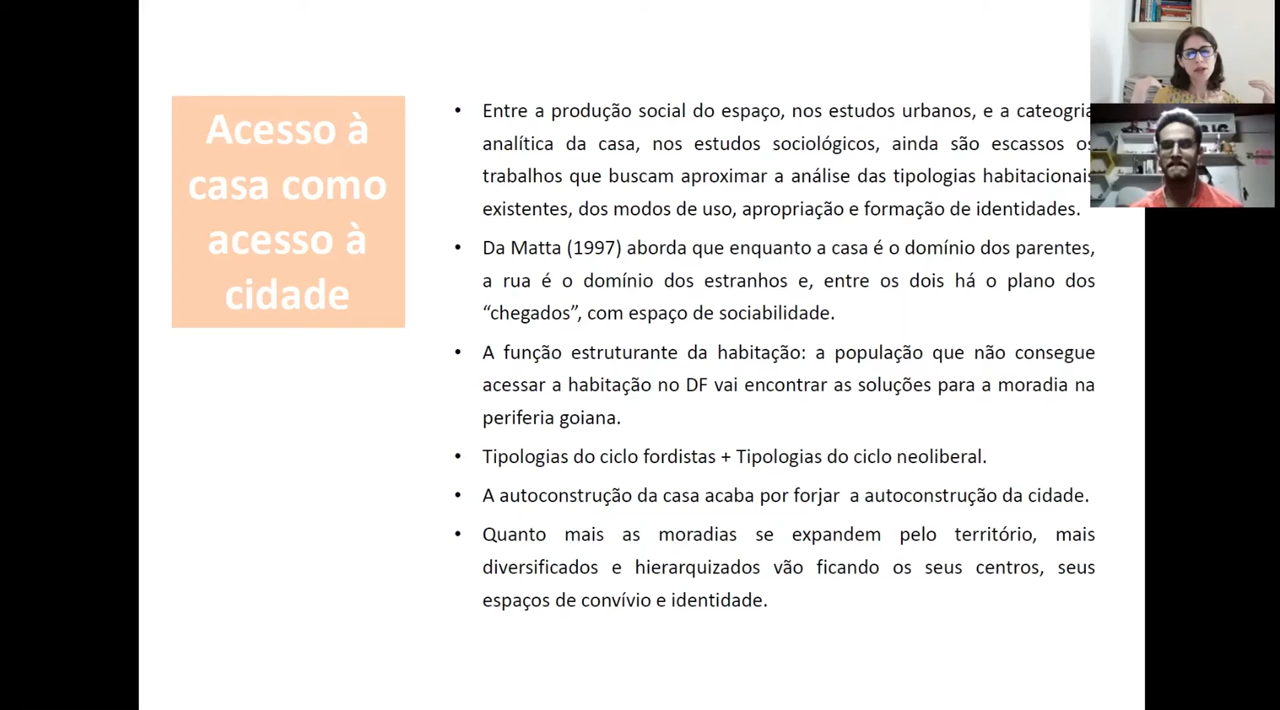 Acesso à
casa como
acesso à
cidade
• Entre a produção social do espaço, nos estudos urbanos, e a cateogria
analítica da casa, nos estudos sociológicos, ainda são escassos os
trabalhos que buscam aproximar a análise das tipologias habitacionais
existentes, dos modos de uso, apropriação e formação de identidades.
• Da Matta (1997) aborda que enquanto a casa é o domínio dos parentes,
a rua é o domínio dos estranhos e, entre os dois há o plano dos
“chegados”, com espaço de sociabilidade.
• A função estruturante da habitação: a população que não consegue
acessar a habitação no DF vai encontrar as soluções para a moradia na
periferia goiana.
• Tipologias do ciclo fordistas + Tipologias do ciclo neoliberal.
• A autoconstrução da casa acaba por forjar  a autoconstrução da cidade.
• Quanto mais as moradias se expandem pelo território, mais
diversificados e hierarquizados vão ficando os seus centros, seus
espaços de convívio e identidade.